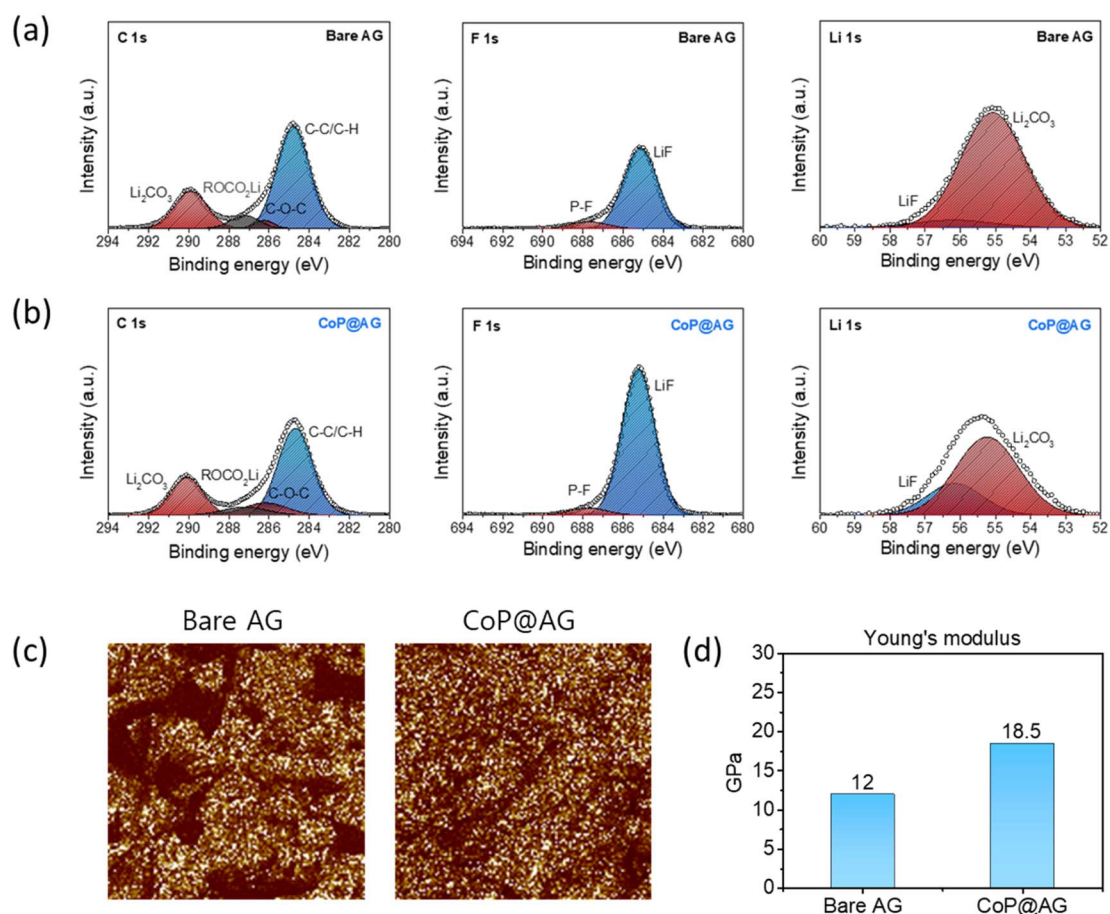 (a)
C 1s
Bare AG
Intensity (a.u.)
Li₂CO₃
ROCO₂Li
C-O-C
C-C/C-H
294 292 290 288 286 284 282 280
Binding energy (eV)
F 1s
Bare AG
Intensity (a.u.)
P-F
LiF
694 692 690 688 686 684 682 680
Binding energy (eV)
Li 1s
Bare AG
Intensity (a.u.)
LiF
Li₂CO₃
60 59 58 57 56 55 54 53 52
Binding energy (eV)
(b)
C 1s
CoP@AG
Intensity (a.u.)
Li₂CO₃
ROCO₂Li
C-O-C
C-C/C-H
294 292 290 288 286 284 282 280
Binding energy (eV)
F 1s
CoP@AG
Intensity (a.u.)
P-F
LiF
694 692 690 688 686 684 682 680
Binding energy (eV)
Li 1s
CoP@AG
Intensity (a.u.)
LiF
Li₂CO₃
60 59 58 57 56 55 54 53 52
Binding energy (eV)
(c)
Bare AG
CoP@AG
(d)
Young's modulus
GPa
30
25
20
15
10
5
0
12
18.5
Bare AG
CoP@AG